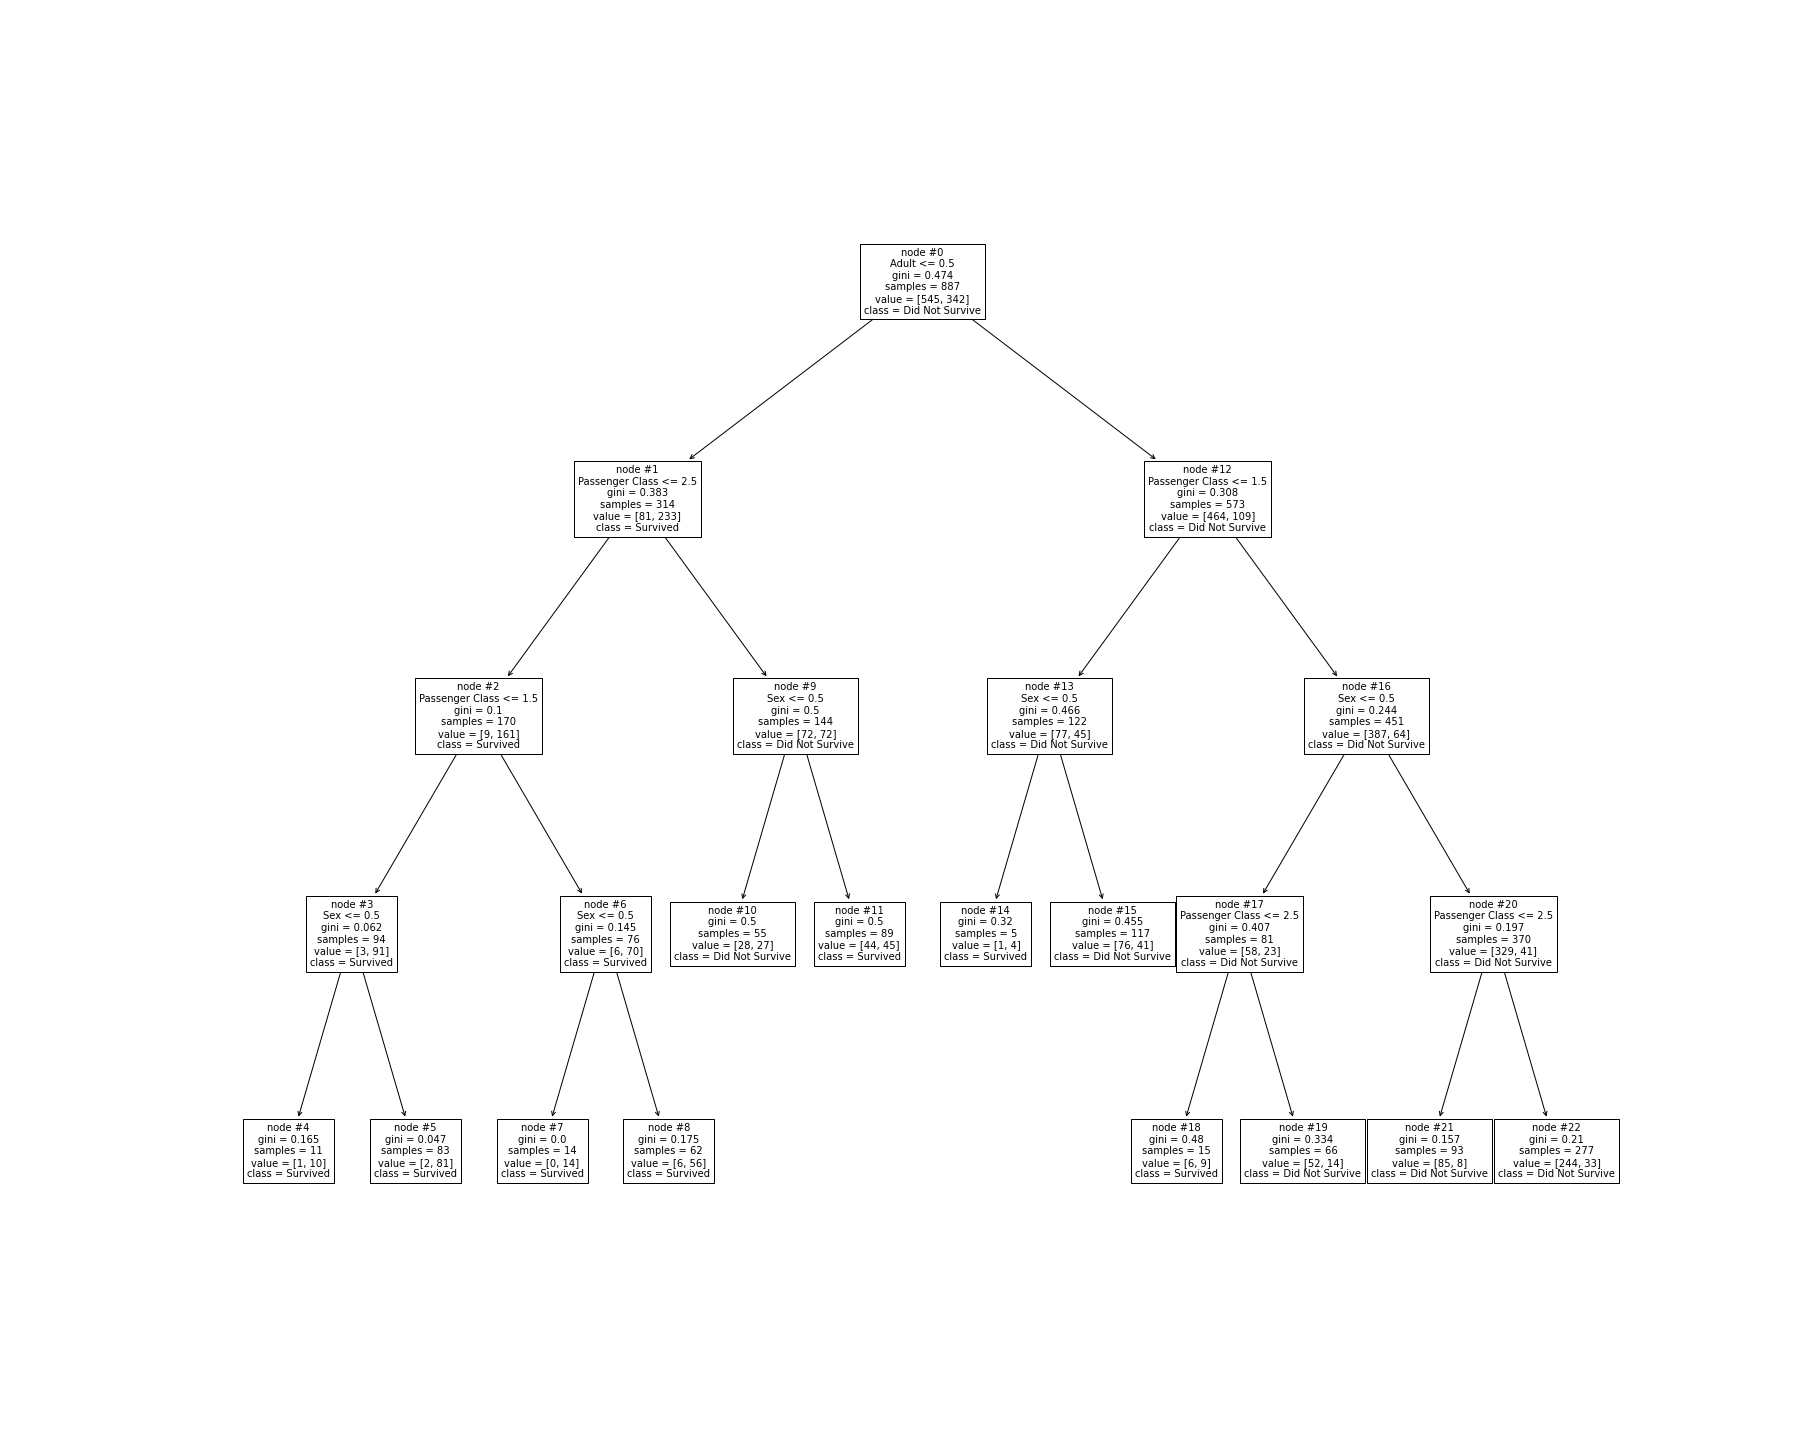 node #0
Adult <= 0.5
gini = 0.474
samples = 887
value = [545, 342]
class = Did Not Survive
node #1
Passenger Class <= 2.5
gini = 0.383
samples = 314
value = [81, 233]
class = Survived
node #12
Passenger Class <= 1.5
gini = 0.308
samples = 573
value = [464, 109]
class = Did Not Survive
node #2
Passenger Class <= 1.5
gini = 0.1
samples = 170
value = [9, 161]
class = Survived
node #9
Sex <= 0.5
gini = 0.5
samples = 144
value = [72, 72]
class = Did Not Survive
node #13
Sex <= 0.5
gini = 0.466
samples = 122
value = [77, 45]
class = Did Not Survive
node #16
Sex <= 0.5
gini = 0.244
samples = 451
value = [387, 64]
class = Did Not Survive
node #3
Sex <= 0.5
gini = 0.062
samples = 94
value = [3, 91]
class = Survived
node #6
Sex <= 0.5
gini = 0.145
samples = 76
value = [6, 70]
class = Survived
node #10
gini = 0.5
samples = 55
value = [28, 27]
class = Did Not Survive
node #11
gini = 0.5
samples = 89
value = [44, 45]
class = Survived
node #14
gini = 0.32
samples = 5
value = [1, 4]
class = Survived
node #15
gini = 0.455
samples = 117
value = [76, 41]
class = Did Not Survive
node #17
Passenger Class <= 2.5
gini = 0.407
samples = 81
value = [58, 23]
class = Did Not Survive
node #20
Passenger Class <= 2.5
gini = 0.197
samples = 370
value = [329, 41]
class = Did Not Survive
node #4
gini = 0.165
samples = 11
value = [1, 10]
class = Survived
node #5
gini = 0.047
samples = 83
value = [2, 81]
class = Survived
node #7
gini = 0.0
samples = 14
value = [0, 14]
class = Survived
node #8
gini = 0.175
samples = 62
value = [6, 56]
class = Survived
node #18
gini = 0.48
samples = 15
value = [6, 9]
class = Survived
node #19
gini = 0.334
samples = 66
value = [52, 14]
class = Did Not Survive
node #21
gini = 0.157
samples = 93
value = [85, 8]
class = Did Not Survive
node #22
gini = 0.21
samples = 277
value = [244, 33]
class = Did Not Survive